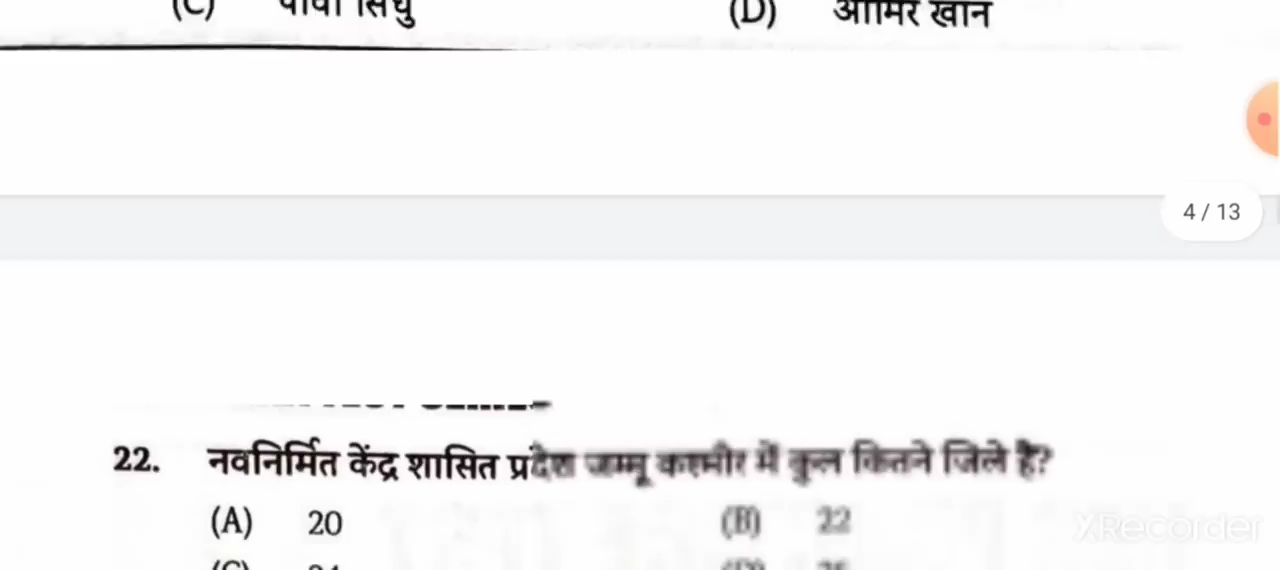 (C) पीवी सिंधु (D) आमिर खान
4 / 13
22. नवनिर्मित केंद्र शासित प्रदेश जम्मू कश्मीर में कुल कितने जिले है?
(A) 20 (B) 22
XRecorder